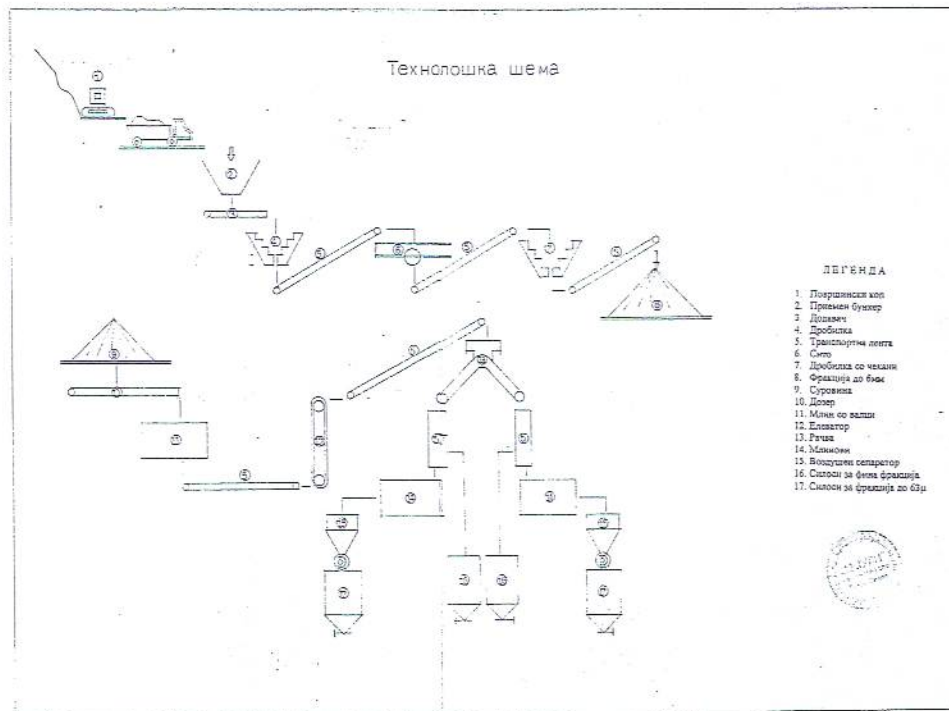 Технолошка шема
ЛЕГЕНДА
1. Површински коп
2. Приемен бункер
3. Додавач
4. Дробилка
5. Транспортна лента
6. Сито
7. Дробилка со чекани
8. Фракција до 6мм
9. Суровина
10. Дозер
11. Млин со валци
12. Елеватор
13. Рачва
14. Млинови
15. Воздушен сепаратор
16. Силоси за фина фракција
17. Силоси за фракција до 63μ